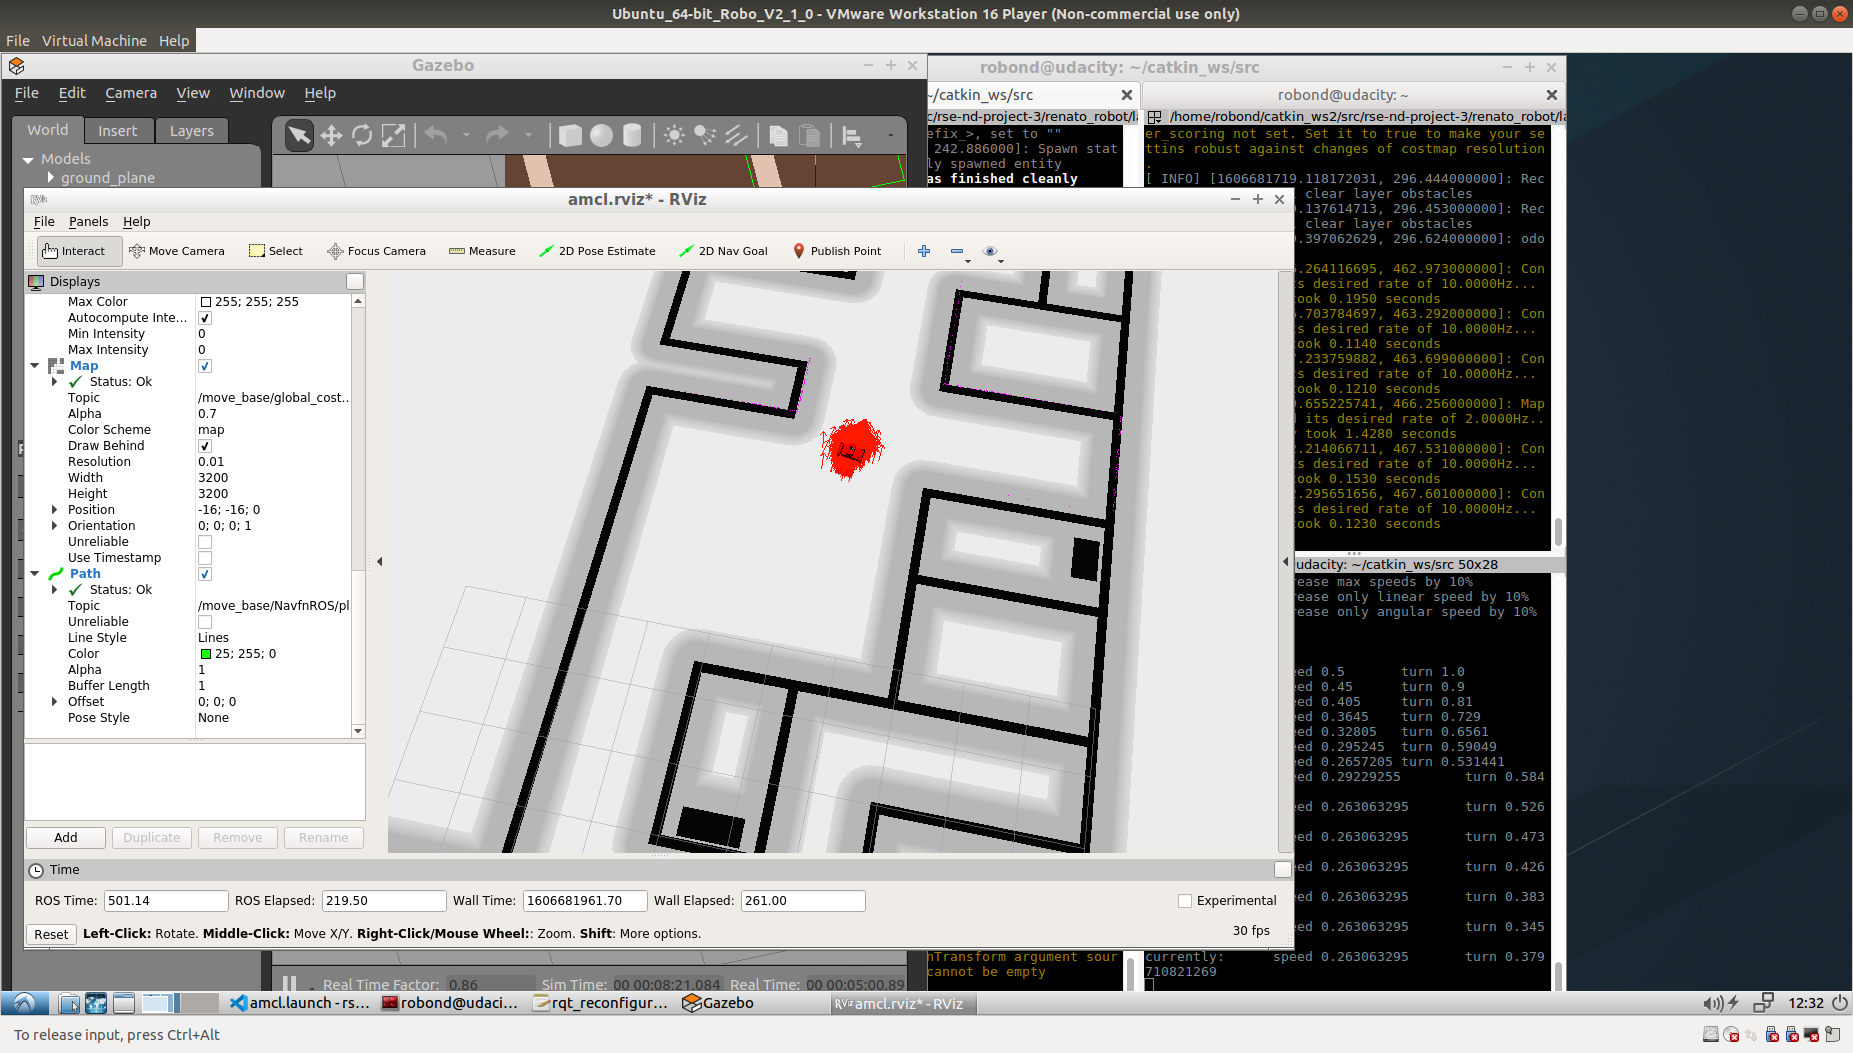 Ubuntu_64-bit_Robo_V2_1_0 - VMware Workstation 16 Player (Non-commercial use only)
File Virtual Machine Help
Gazebo
File Edit Camera View Window Help
World Insert Layers
Models
ground_plane
robond@udacity: ~/catkin_ws/src
~/catkin_ws/src
robond@udacity: ~
c/rse-nd-project-3/renato_robot/l
/home/robond/catkin_ws2/src/rse-nd-project-3/renato_robot/la
efix_>, set to ""
242.886000]: Spawn stat
ly spawned entity
as finished cleanly
er_scoring not set. Set it to true to make your se
ttins robust against changes of costmap resolution
.
[ INFO] [1606681719.118172031, 296.444000000]: Rec
clear layer obstacles
.137614713, 296.453000000]: Rec
clear layer obstacles
.397062629, 296.624000000]: odo
.264116695, 462.973000000]: Con
ts desired rate of 10.0000Hz...
took 0.1950 seconds
.703784697, 463.292000000]: Con
ts desired rate of 10.0000Hz...
took 0.1140 seconds
.233759882, 463.699000000]: Con
ts desired rate of 10.0000Hz...
ook 0.1210 seconds
.655225741, 466.256000000]: Map
d its desired rate of 2.0000Hz..
took 1.4280 seconds
.214066711, 467.531000000]: Con
s desired rate of 10.0000Hz...
ook 0.1530 seconds
.295651656, 467.601000000]: Con
s desired rate of 10.0000Hz...
ook 0.1230 seconds
amcl.rviz* - RViz
File Panels Help
Interact Move Camera Select Focus Camera Measure 2D Pose Estimate 2D Nav Goal Publish Point
Displays
Max Color 255; 255; 255
Autocompute Inte...
Min Intensity 0
Max Intensity 0
Map
Status: Ok
Topic /move_base/global_cost...
Alpha 0.7
Color Scheme map
Draw Behind
Resolution 0.01
Width 3200
Height 3200
Position -16; -16; 0
Orientation 0; 0; 0; 1
Unreliable
Use Timestamp
Path
Status: Ok
Topic /move_base/NavfnROS/pl
Unreliable
Line Style Lines
Color 25; 255; 0
Alpha 1
Buffer Length 1
Offset 0; 0; 0
Pose Style None
Add Duplicate Remove Rename
Time
ROS Time: 501.14 ROS Elapsed: 219.50 Wall Time: 1606681961.70 Wall Elapsed: 261.00 Experimental
Reset Left-Click: Rotate. Middle-Click: Move X/Y. Right-Click/Mouse Wheel:: Zoom. Shift: More options. 30 fps
udacity: ~/catkin_ws/src 50x28
rease max speeds by 10%
rease only linear speed by 10%
rease only angular speed by 10%
eed 0.5 turn 1.0
eed 0.45 turn 0.9
eed 0.405 turn 0.81
eed 0.3645 turn 0.729
eed 0.32805 turn 0.6561
eed 0.295245 turn 0.59049
eed 0.2657205 turn 0.531441
eed 0.29229255 turn 0.584
eed 0.263063295 turn 0.526
eed 0.263063295 turn 0.473
eed 0.263063295 turn 0.426
eed 0.263063295 turn 0.383
eed 0.263063295 turn 0.345
currently: speed 0.263063295 turn 0.379
710821269
nTransform argument sour
cannot be empty
Real Time Factor: 0.86 Sim Time: 00 00:08:21.084 Real Time: 00 00:05:00.89
amcl.launch - rs... robond@udaci... rqt_reconfigur... Gazebo amcl.rviz* - RViz 12:32
To release input, press Ctrl+Alt